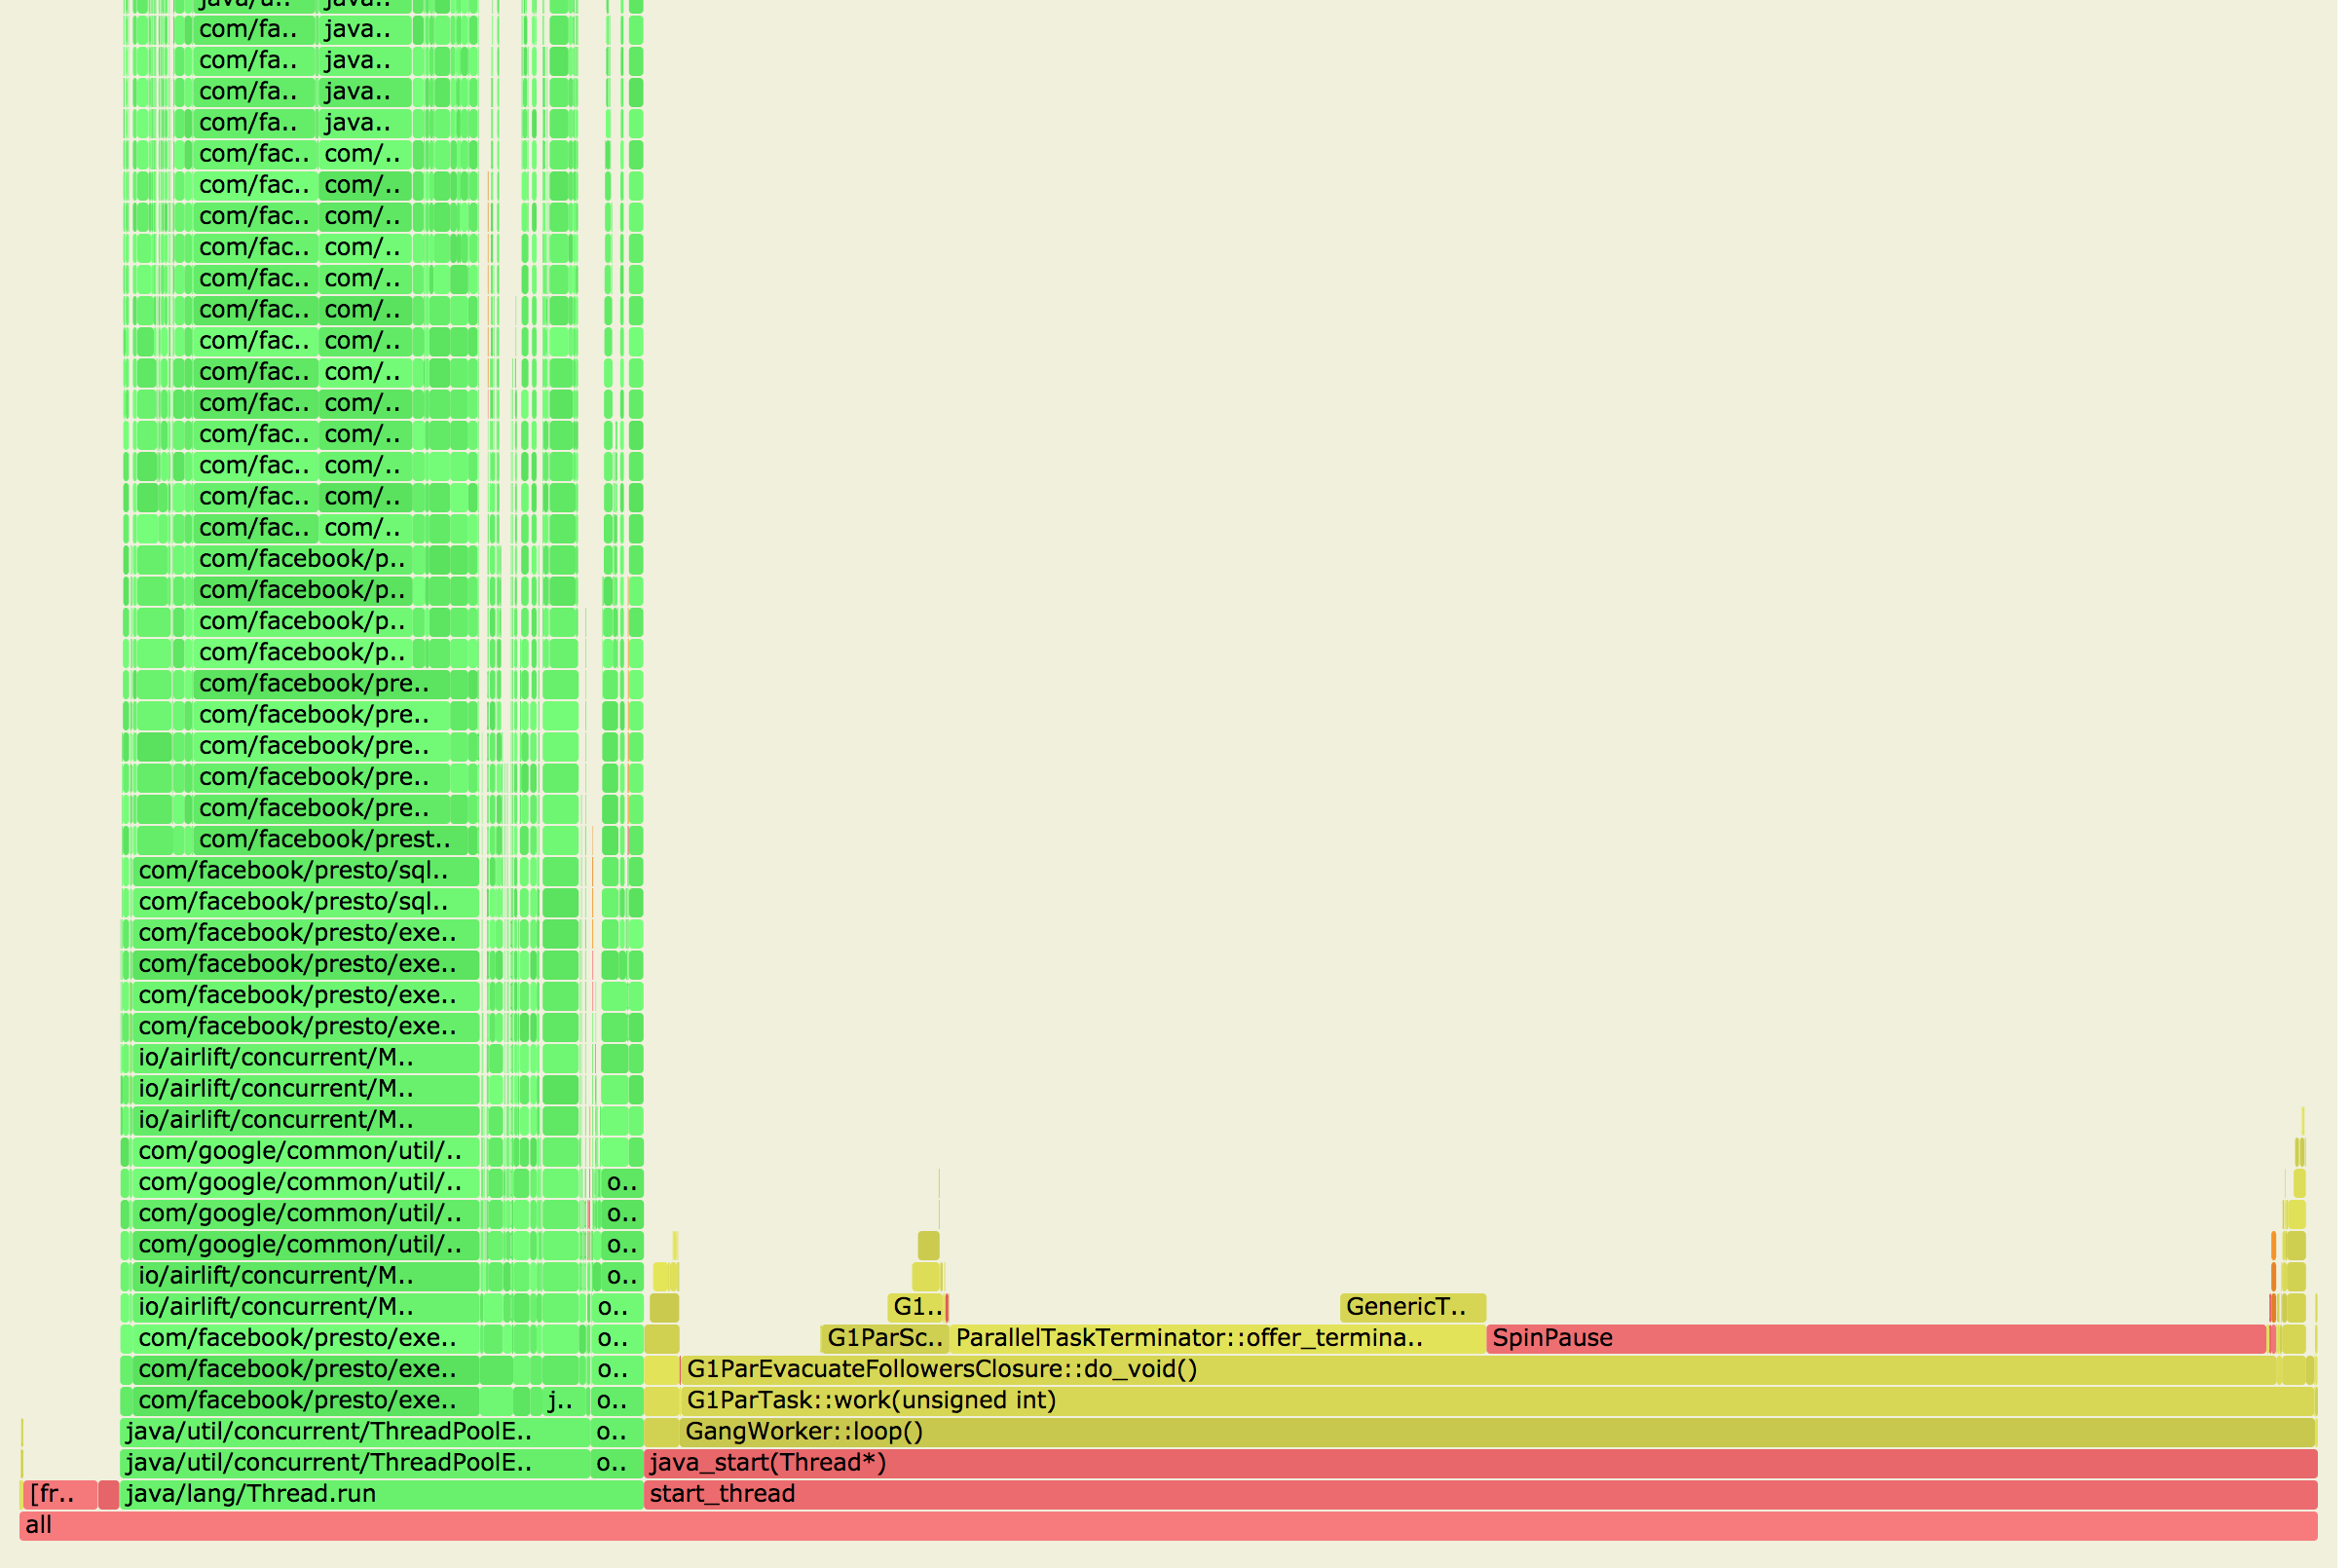 java/u.. java..
com/fa.. java..
com/fa.. java..
com/fa.. java..
com/fa.. java..
com/fac.. com/..
com/fac.. com/..
com/fac.. com/..
com/fac.. com/..
com/fac.. com/..
com/fac.. com/..
com/fac.. com/..
com/fac.. com/..
com/fac.. com/..
com/fac.. com/..
com/fac.. com/..
com/fac.. com/..
com/fac.. com/..
com/facebook/p..
com/facebook/p..
com/facebook/p..
com/facebook/p..
com/facebook/pre..
com/facebook/pre..
com/facebook/pre..
com/facebook/pre..
com/facebook/pre..
com/facebook/prest..
com/facebook/presto/sql..
com/facebook/presto/sql..
com/facebook/presto/exe..
com/facebook/presto/exe..
com/facebook/presto/exe..
com/facebook/presto/exe..
io/airlift/concurrent/M..
io/airlift/concurrent/M..
io/airlift/concurrent/M..
com/google/common/util/..
com/google/common/util/.. o..
com/google/common/util/.. o..
com/google/common/util/.. o..
io/airlift/concurrent/M.. o..
io/airlift/concurrent/M.. o.. G1.. GenericT..
com/facebook/presto/exe.. o.. G1ParSc.. ParallelTaskTerminator::offer_termina.. SpinPause
com/facebook/presto/exe.. o.. G1ParEvacuateFollowersClosure::do_void()
com/facebook/presto/exe.. j.. o.. G1ParTask::work(unsigned int)
java/util/concurrent/ThreadPoolE.. o.. GangWorker::loop()
java/util/concurrent/ThreadPoolE.. o.. java_start(Thread*)
[fr.. java/lang/Thread.run start_thread
all